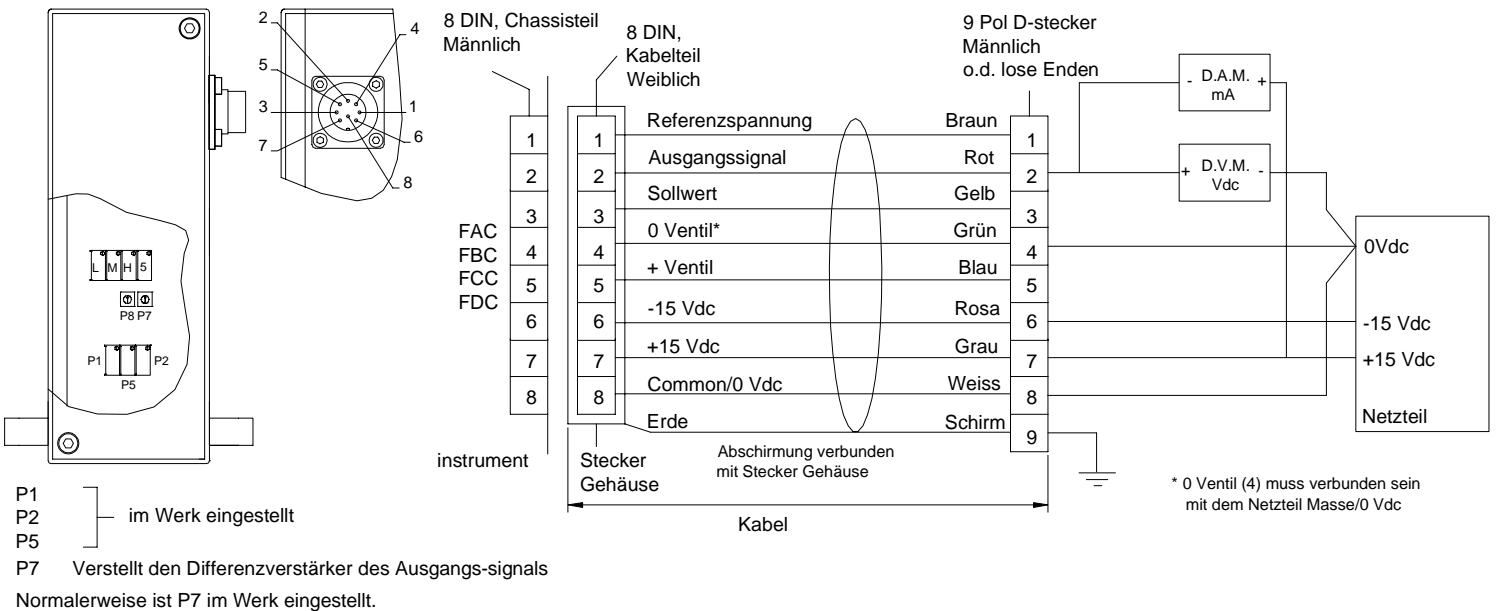 2
4
5
3
1
7
6
8
L M H 5
P8 P7
P1
P2
P5
8 DIN, Chassisteil
Männlich
8 DIN,
Kabelteil
Weiblich
9 Pol D-stecker
Männlich
o.d. lose Enden
FAC
FBC
FCC
FDC
1
2
3
4
5
6
7
8
instrument
1
2
3
4
5
6
7
8
Stecker
Gehäuse
Referenzspannung Braun
Ausgangssignal Rot
Sollwert Gelb
0 Ventil* Grün
+ Ventil Blau
-15 Vdc Rosa
+15 Vdc Grau
Common/0 Vdc Weiss
Erde Schirm
Abschirmung verbunden
mit Stecker Gehäuse
Kabel
1
2
3
4
5
6
7
8
9
- D.A.M. +
mA
+ D.V.M. -
Vdc
0Vdc
-15 Vdc
+15 Vdc
Netzteil
* 0 Ventil (4) muss verbunden sein
mit dem Netzteil Masse/0 Vdc
P1
P2
P5
im Werk eingestellt
P7 Verstellt den Differenzverstärker des Ausgangs-signals
Normalerweise ist P7 im Werk eingestellt.